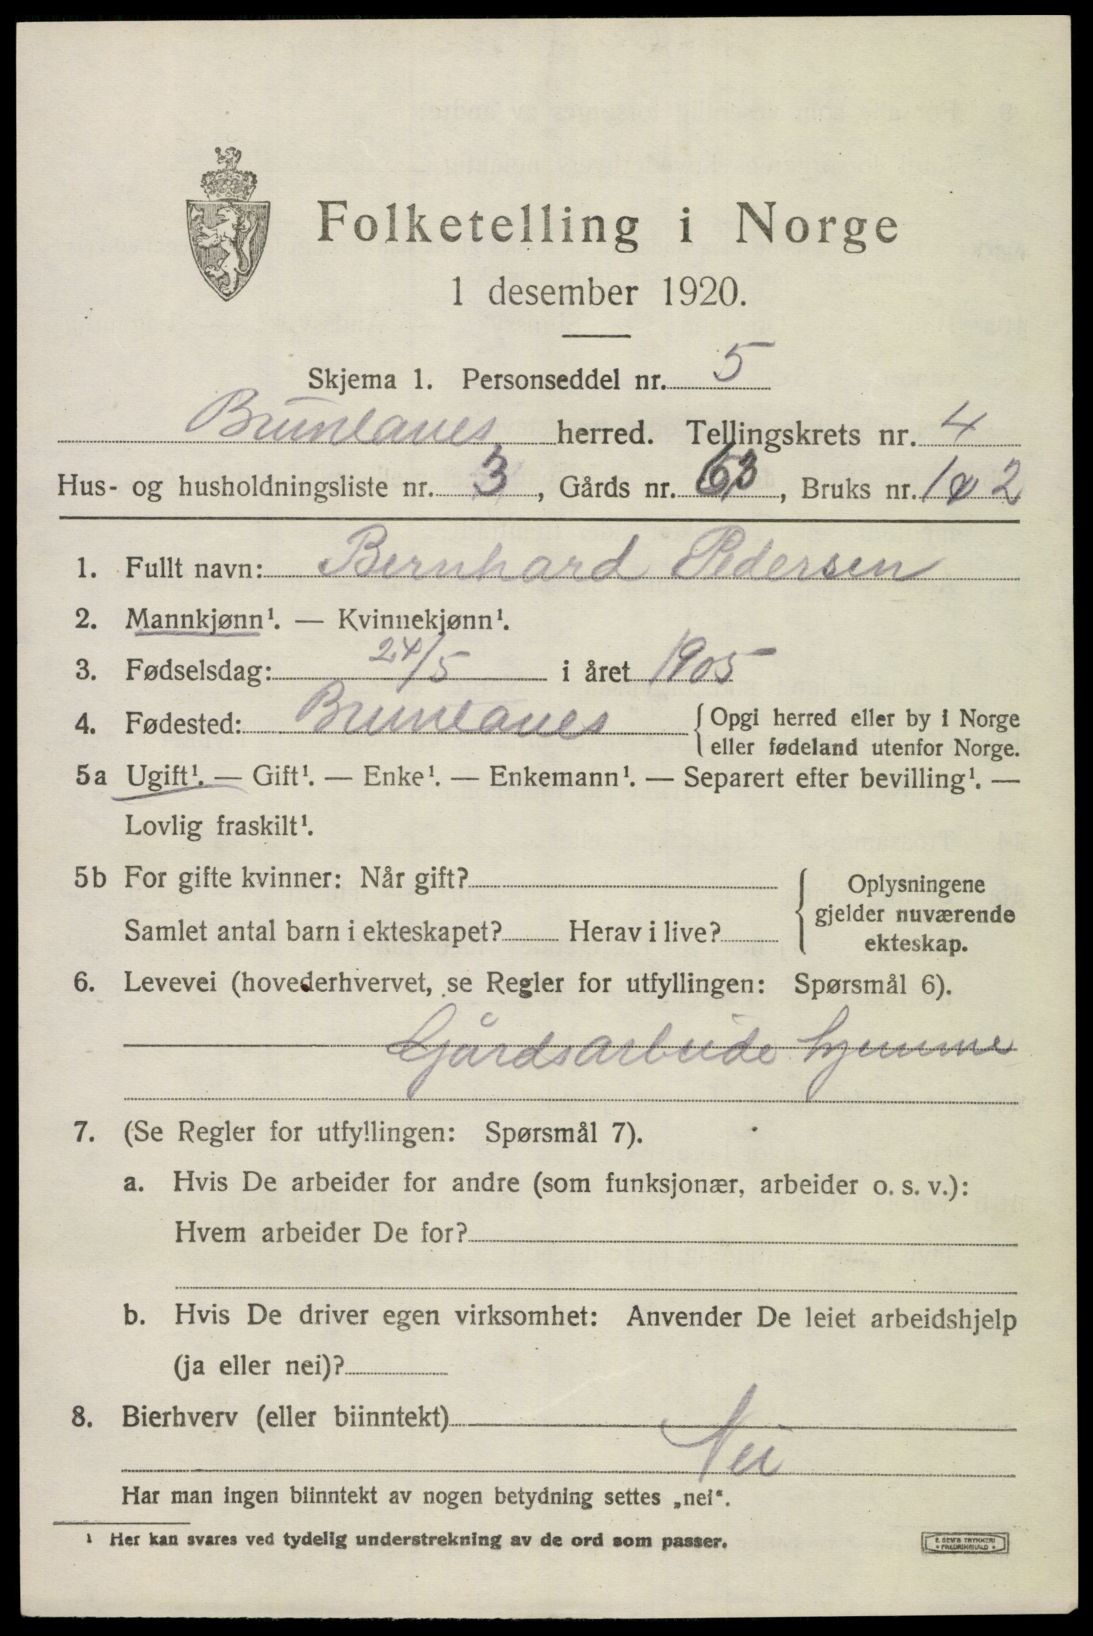 Folketelling i Norge
1 desember 1920.
Skjema 1. Personseddel nr. 5
Brunlanes herred. Tellingskrets nr. 4
Hus- og husholdningsliste nr. 3, Gårds nr. 63, Bruks nr. 1 & 2
1. Fullt navn: Bernhard Pedersen
2. Mannkjønn¹. — Kvinnekjønn¹.
3. Fødselsdag: 24/5 i året 1905
4. Fødested: Brunlanes { Opgi herred eller by i Norge
eller fødeland utenfor Norge.
5a Ugift¹. — Gift¹. — Enke¹. — Enkemann¹. — Separert efter bevilling¹. —
Lovlig fraskilt¹.
5b For gifte kvinner: Når gift?
Samlet antal barn i ekteskapet? Herav i live?
{ Oplysningene
gjelder nuværende
ekteskap.
6. Levevei (hovederhvervet, se Regler for utfyllingen: Spørsmål 6).
Gårdsarbeide hjemme
7. (Se Regler for utfyllingen: Spørsmål 7).
a. Hvis De arbeider for andre (som funksjonær, arbeider o. s. v.):
Hvem arbeider De for?
b. Hvis De driver egen virksomhet: Anvender De leiet arbeidshjelp
(ja eller nei)?
8. Bierhverv (eller biinntekt)
Nei
Har man ingen biinntekt av nogen betydning settes „nei“.
¹ Her kan svares ved tydelig understrekning av de ord som passer.